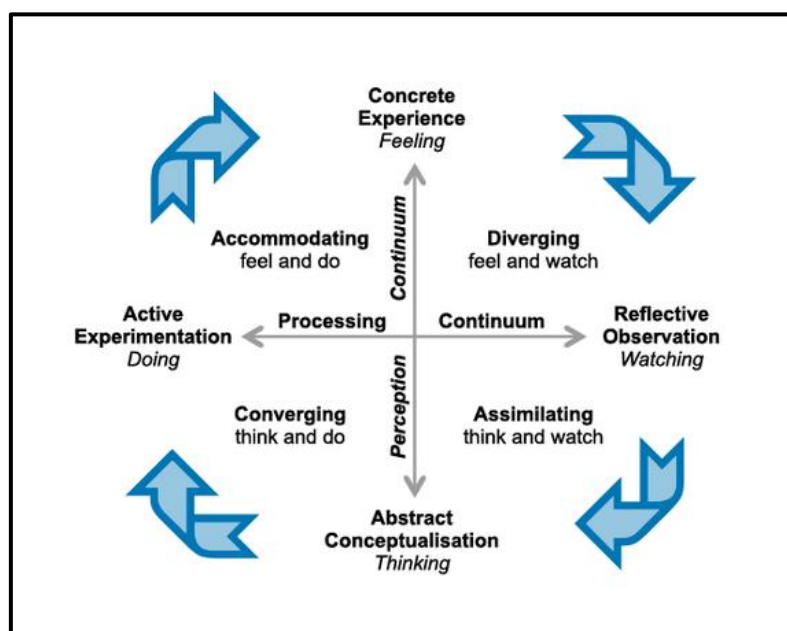 Concrete
Experience
Feeling
Accommodating
feel and do
Continuum
Diverging
feel and watch
Active
Experimentation
Doing
Processing
Continuum
Reflective
Observation
Watching
Converging
think and do
Perception
Assimilating
think and watch
Abstract
Conceptualisation
Thinking